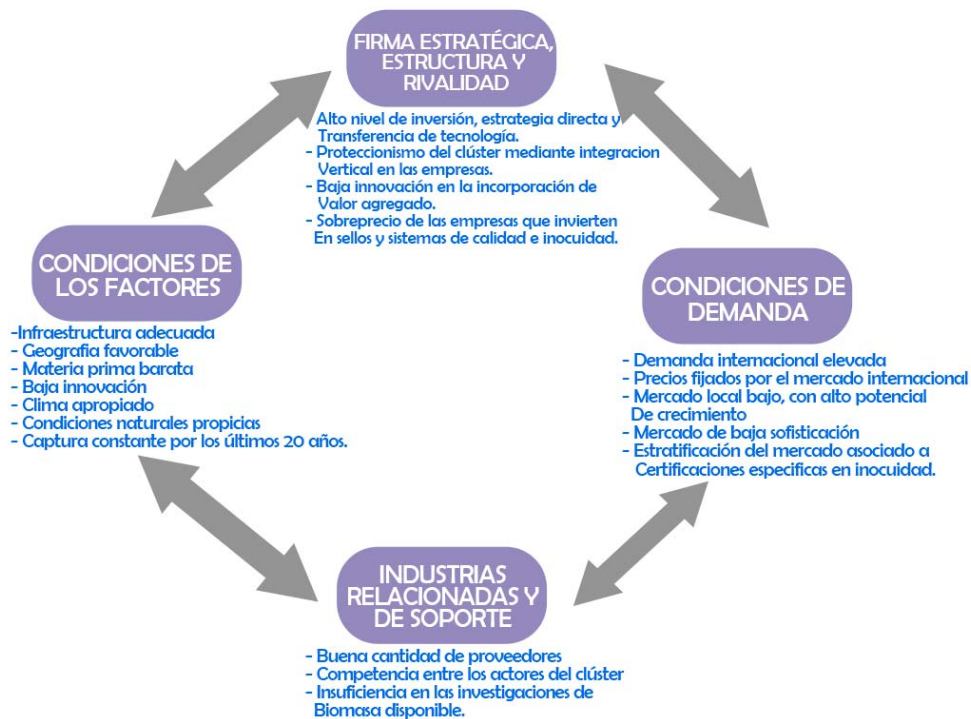 FIRMA ESTRATÉGICA,
ESTRUCTURA Y
RIVALIDAD
Alto nivel de inversión, estrategia directa y
Transferencia de tecnología.
- Proteccionismo del clúster mediante integracion
Vertical en las empresas.
- Baja innovación en la incorporación de
Valor agregado.
- Sobreprecio de las empresas que invierten
En sellos y sistemas de calidad e inocuidad.
CONDICIONES DE
LOS FACTORES
-Infraestructura adecuada
- Geografia favorable
- Materia prima barata
- Baja innovación
- Clima apropiado
- Condiciones naturales propicias
- Captura constante por los últimos 20 años.
CONDICIONES DE
DEMANDA
- Demanda internacional elevada
- Precios fijados por el mercado internacional
- Mercado local bajo, con alto potencial
De crecimiento
- Mercado de baja sofisticación
- Estratificación del mercado asociado a
Certificaciones especificas en inocuidad.
INDUSTRIAS
RELACIONADAS Y
DE SOPORTE
- Buena cantidad de proveedores
- Competencia entre los actores del clúster
- Insuficiencia en las investigaciones de
Biomasa disponible.